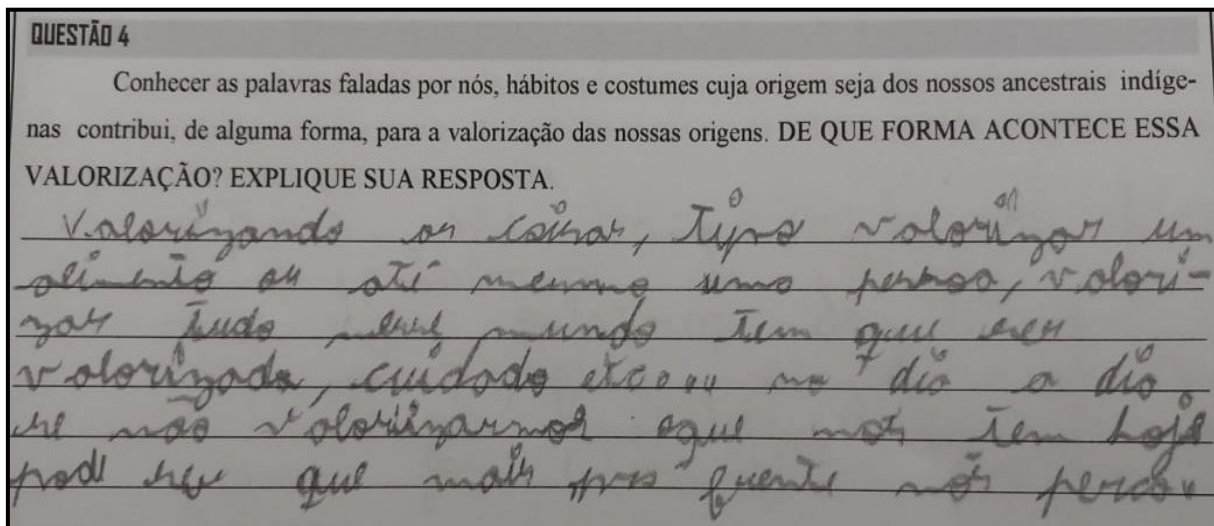 QUESTÃO 4
Conhecer as palavras faladas por nós, hábitos e costumes cuja origem seja dos nossos ancestrais indíge-
nas contribui, de alguma forma, para a valorização das nossas origens. DE QUE FORMA ACONTECE ESSA
VALORIZAÇÃO? EXPLIQUE SUA RESPOSTA.
Valorizando as coisas, Tipo valorizar um
alimento ou até mesmo uma pessoa, valori-
zar tudo nesse mundo tem que ser
valorizado, cuidado etc... no dia a dia
se não valorizarmos oque nós tem hoje
pode ser que mais pra frente nós perca